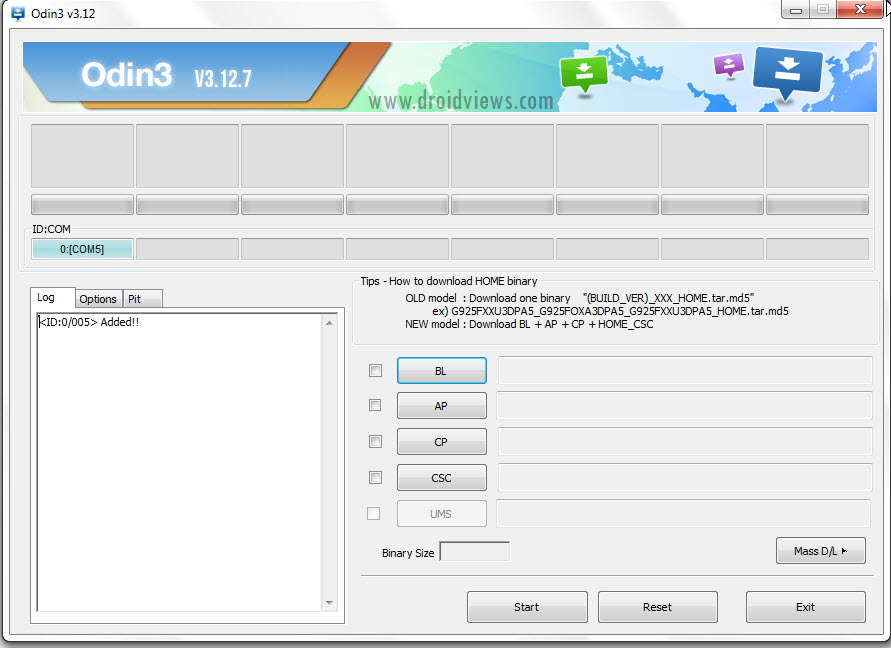 Odin3 v3.12
Odin3 V3.12.7
www.droidviews.com
ID:COM
0:[COM5]
Log Options Pit
<ID:0/005> Added!!
Tips - How to download HOME binary
OLD model : Download one binary "(BUILD_VER)_XXX_HOME.tar.md5"
ex) G925FXXU3DPA5_G925FOXA3DPA5_G925FXXU3DPA5_HOME.tar.md5
NEW model : Download BL + AP + CP + HOME_CSC
BL
AP
CP
CSC
UMS
Binary Size
Mass D/L
Start Reset Exit